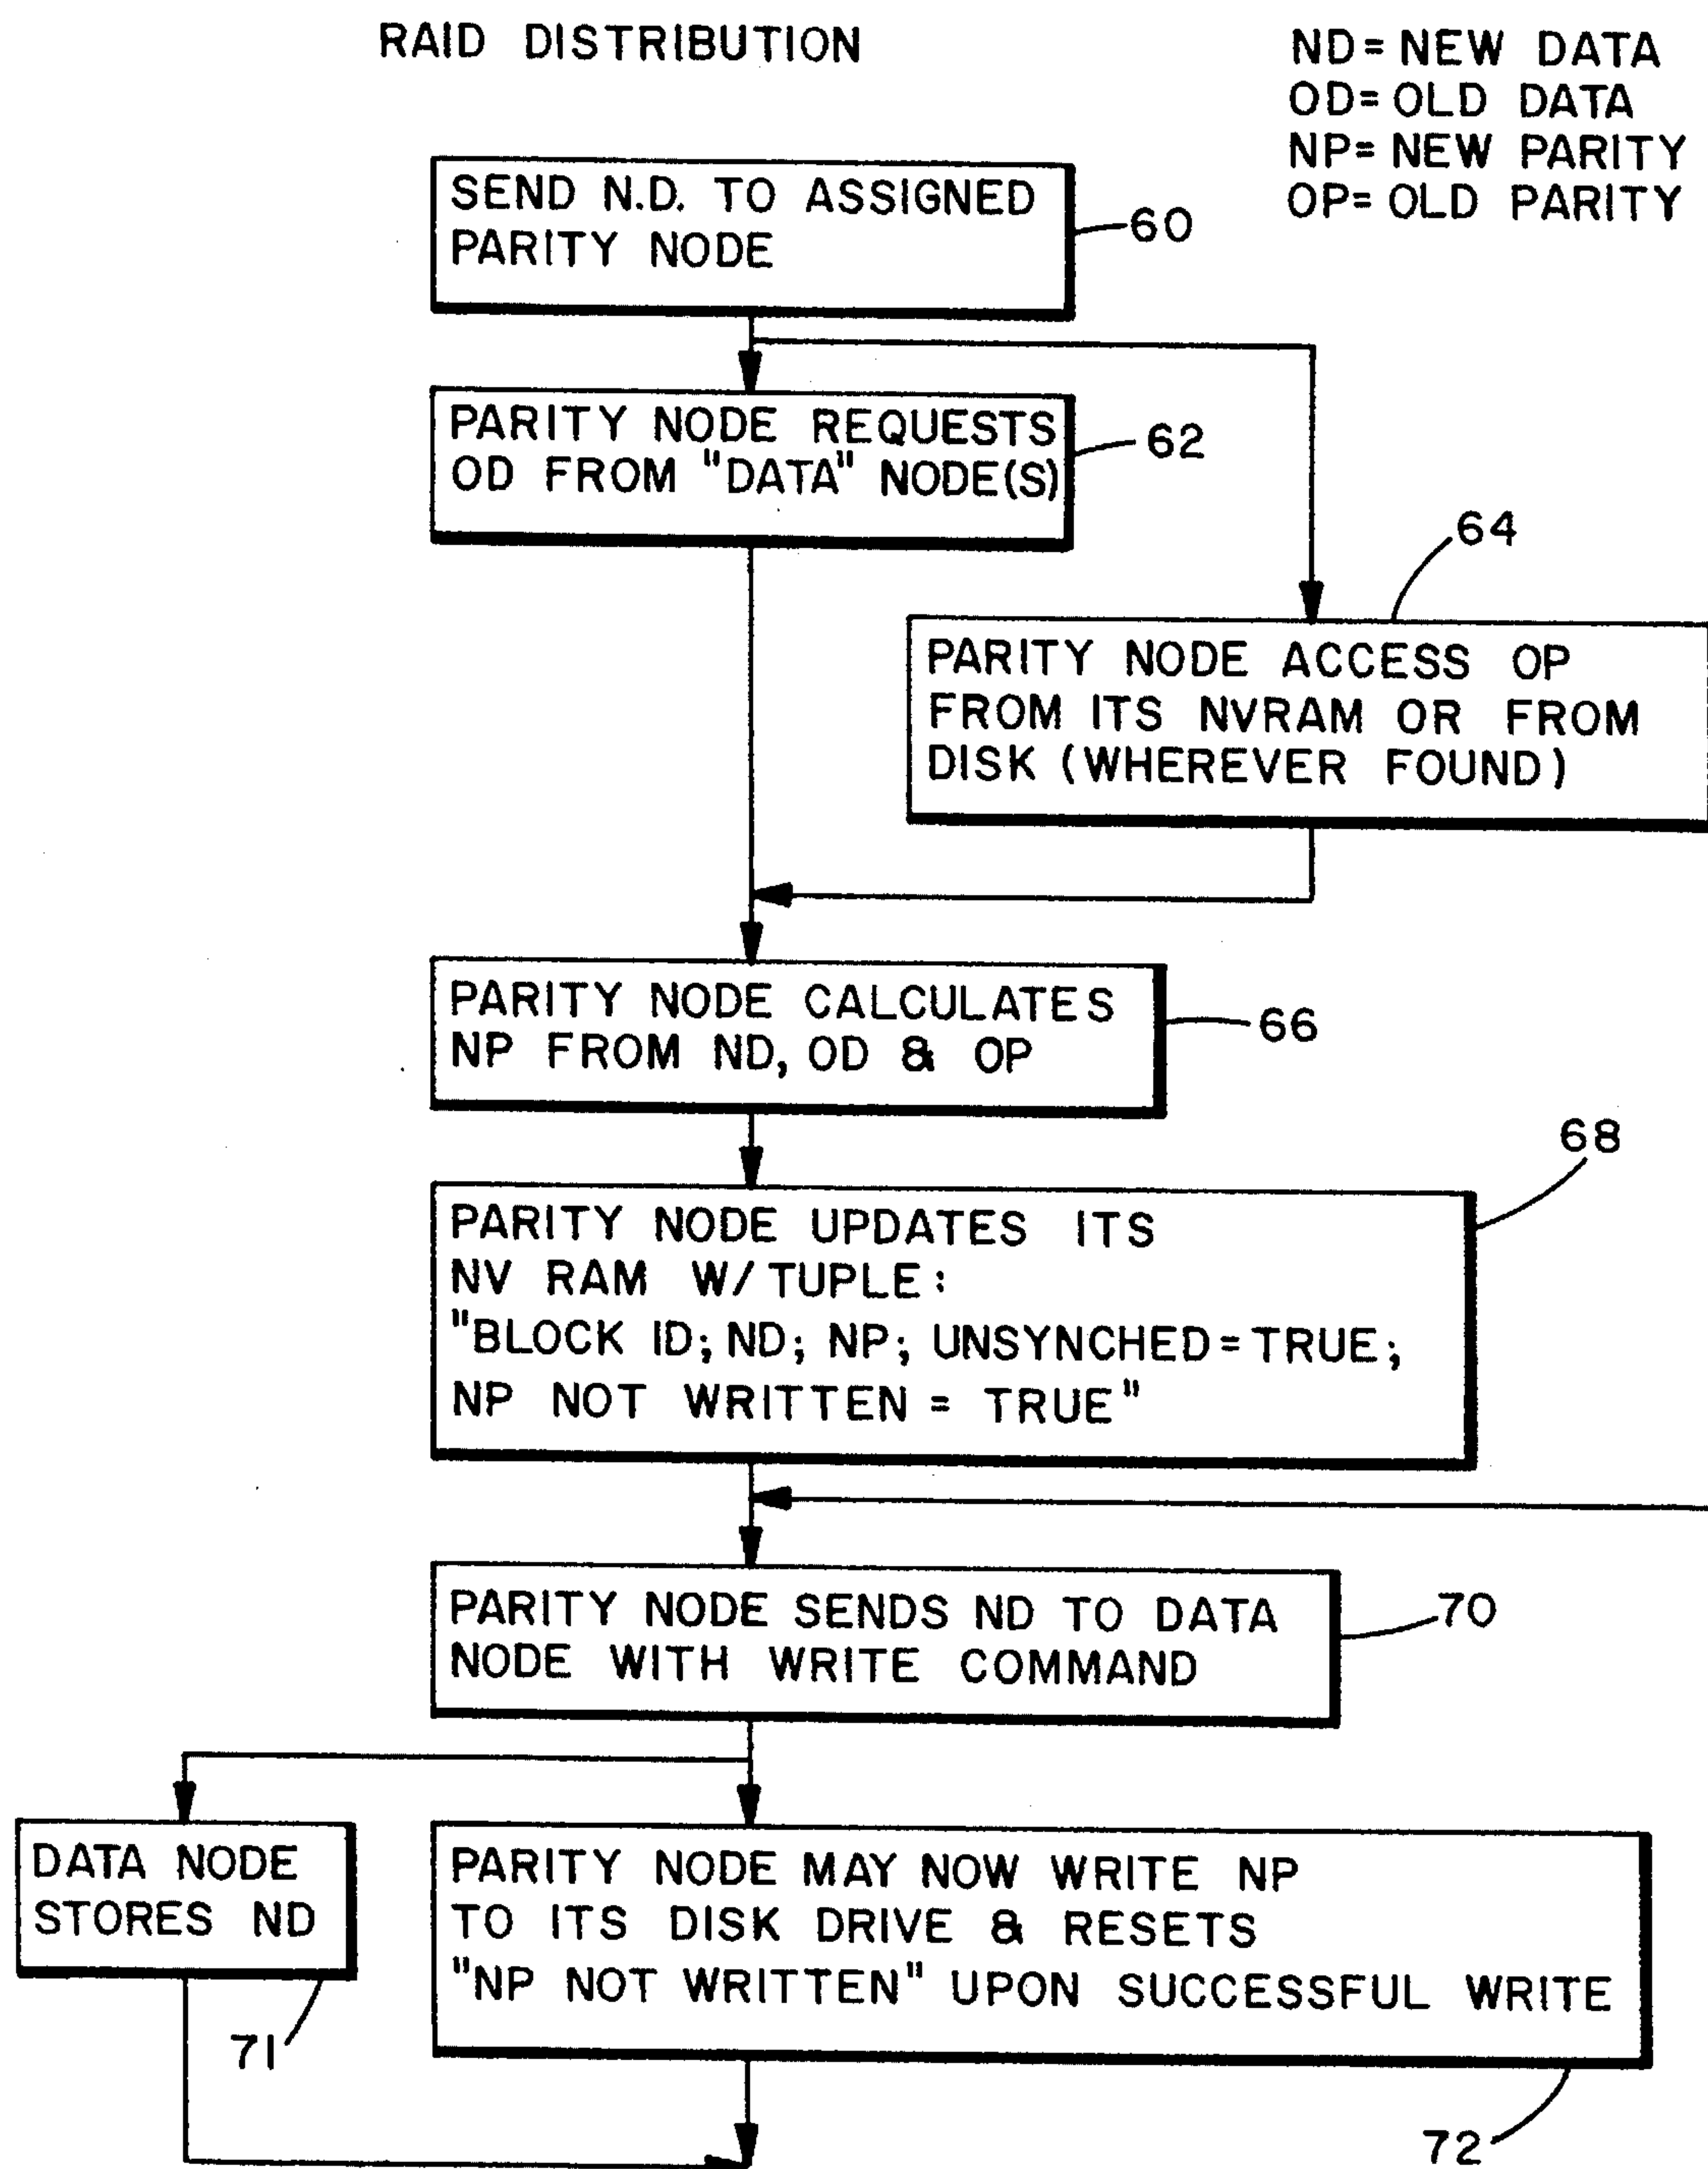 RAID DISTRIBUTION
ND= NEW DATA
OD= OLD DATA
NP= NEW PARITY
OP= OLD PARITY
SEND N.D. TO ASSIGNED
PARITY NODE
60
PARITY NODE REQUESTS
OD FROM "DATA" NODE(S)
62
64
PARITY NODE ACCESS OP
FROM ITS NVRAM OR FROM
DISK (WHEREVER FOUND)
PARITY NODE CALCULATES
NP FROM ND, OD & OP
66
68
PARITY NODE UPDATES ITS
NV RAM W/ TUPLE:
"BLOCK ID; ND; NP; UNSYNCHED = TRUE;
NP NOT WRITTEN = TRUE"
PARITY NODE SENDS ND TO DATA
NODE WITH WRITE COMMAND
70
DATA NODE
STORES ND
71
PARITY NODE MAY NOW WRITE NP
TO ITS DISK DRIVE & RESETS
"NP NOT WRITTEN" UPON SUCCESSFUL WRITE
72